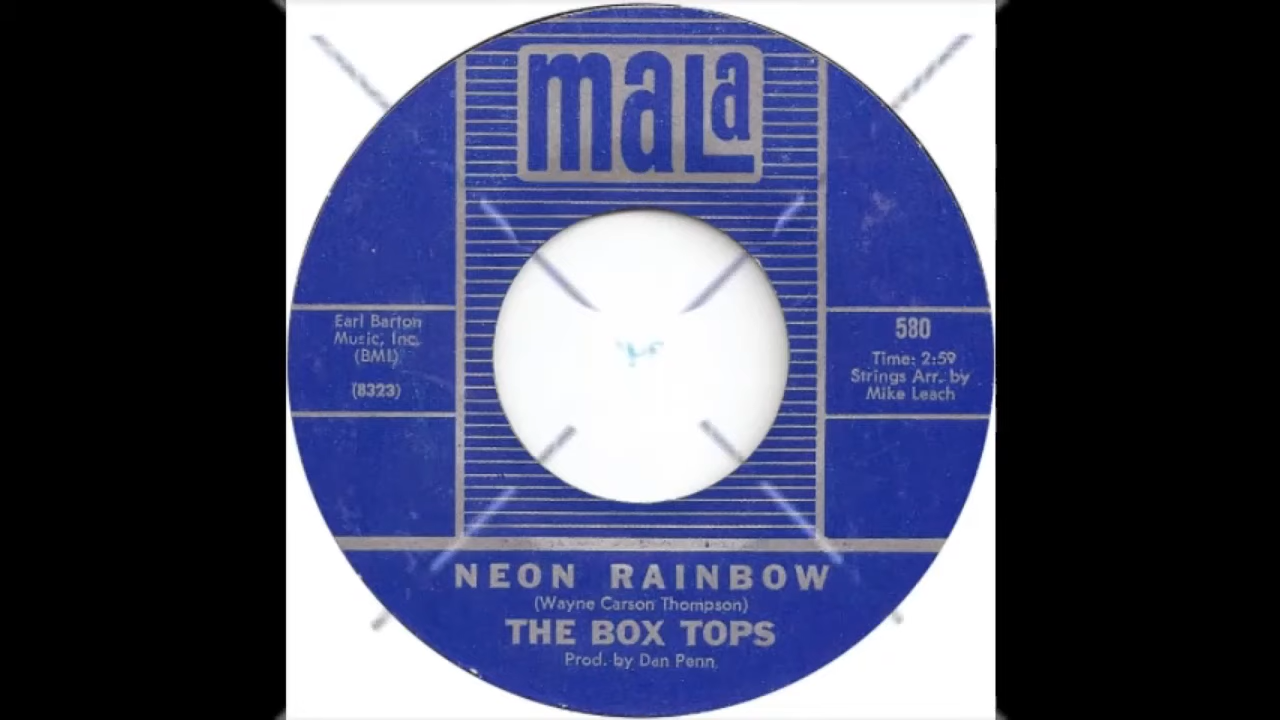 mala
Earl Barton
Music, Inc.
(BMI)
(8323)
580
Time: 2:59
Strings Arr. by
Mike Leach
NEON RAINBOW
(Wayne Carson Thompson)
THE BOX TOPS
Prod. by Dan Penn